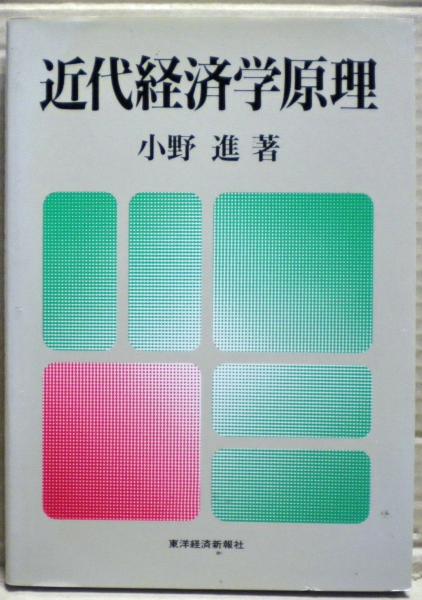 近代経済学原理
小野 進 著
東洋経済新報社